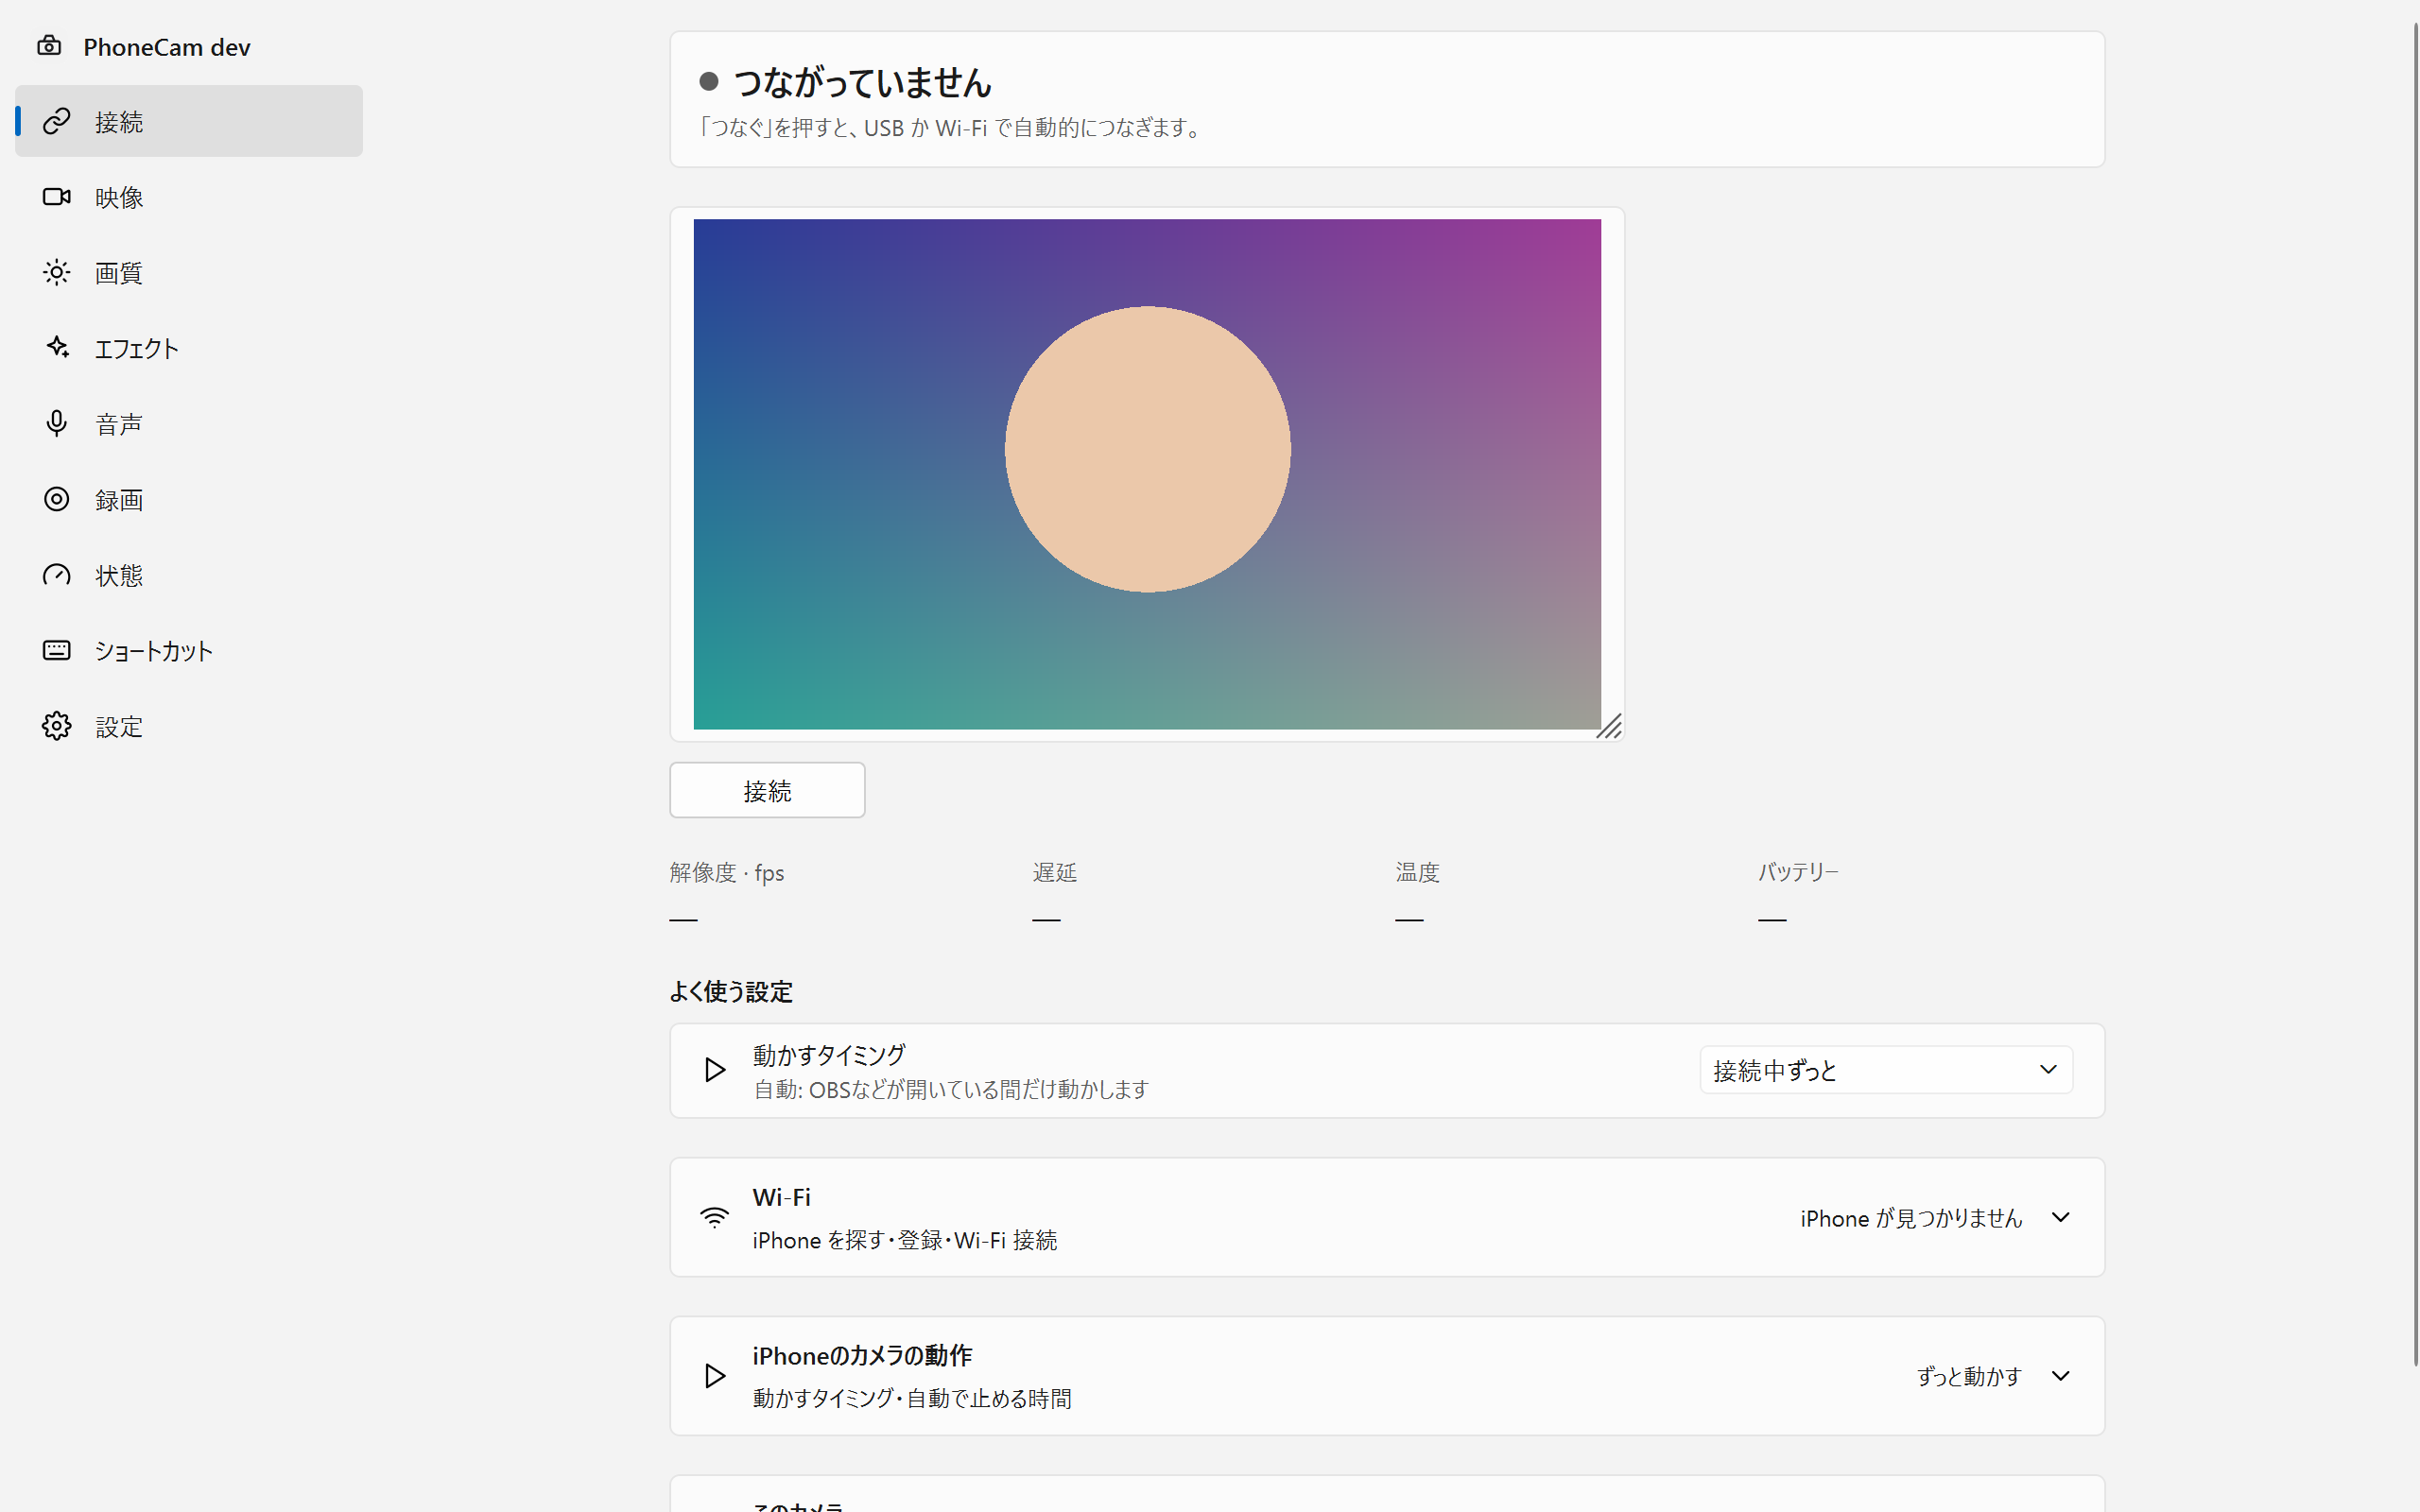 PhoneCam dev
接続
映像
画質
エフェクト
音声
録画
状態
ショートカット
設定
つながっていません
「つなぐ」を押すと、USB か Wi-Fi で自動的につなぎます。
接続
解像度 · fps
遅延
温度
バッテリー
—
—
—
—
よく使う設定
動かすタイミング
自動: OBSなどが開いている間だけ動かします
接続中ずっと
Wi-Fi
iPhone を探す・登録・Wi-Fi 接続
iPhone が見つかりません
iPhoneのカメラの動作
動かすタイミング・自動で止める時間
ずっと動かす
このカメラ